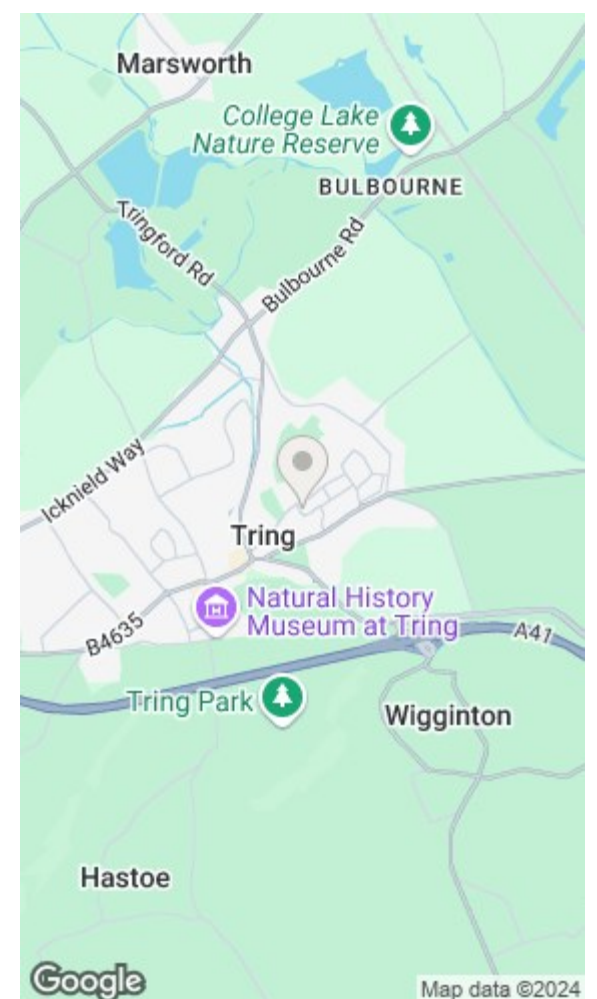 Marsworth
College Lake
Nature Reserve
BULBOURNE
Tringford Rd
Bulbourne Rd
Icknield Way
Tring
Natural History
Museum at Tring
B4635
A41
Tring Park
Wigginton
Hastoe
Google
Map data ©2024